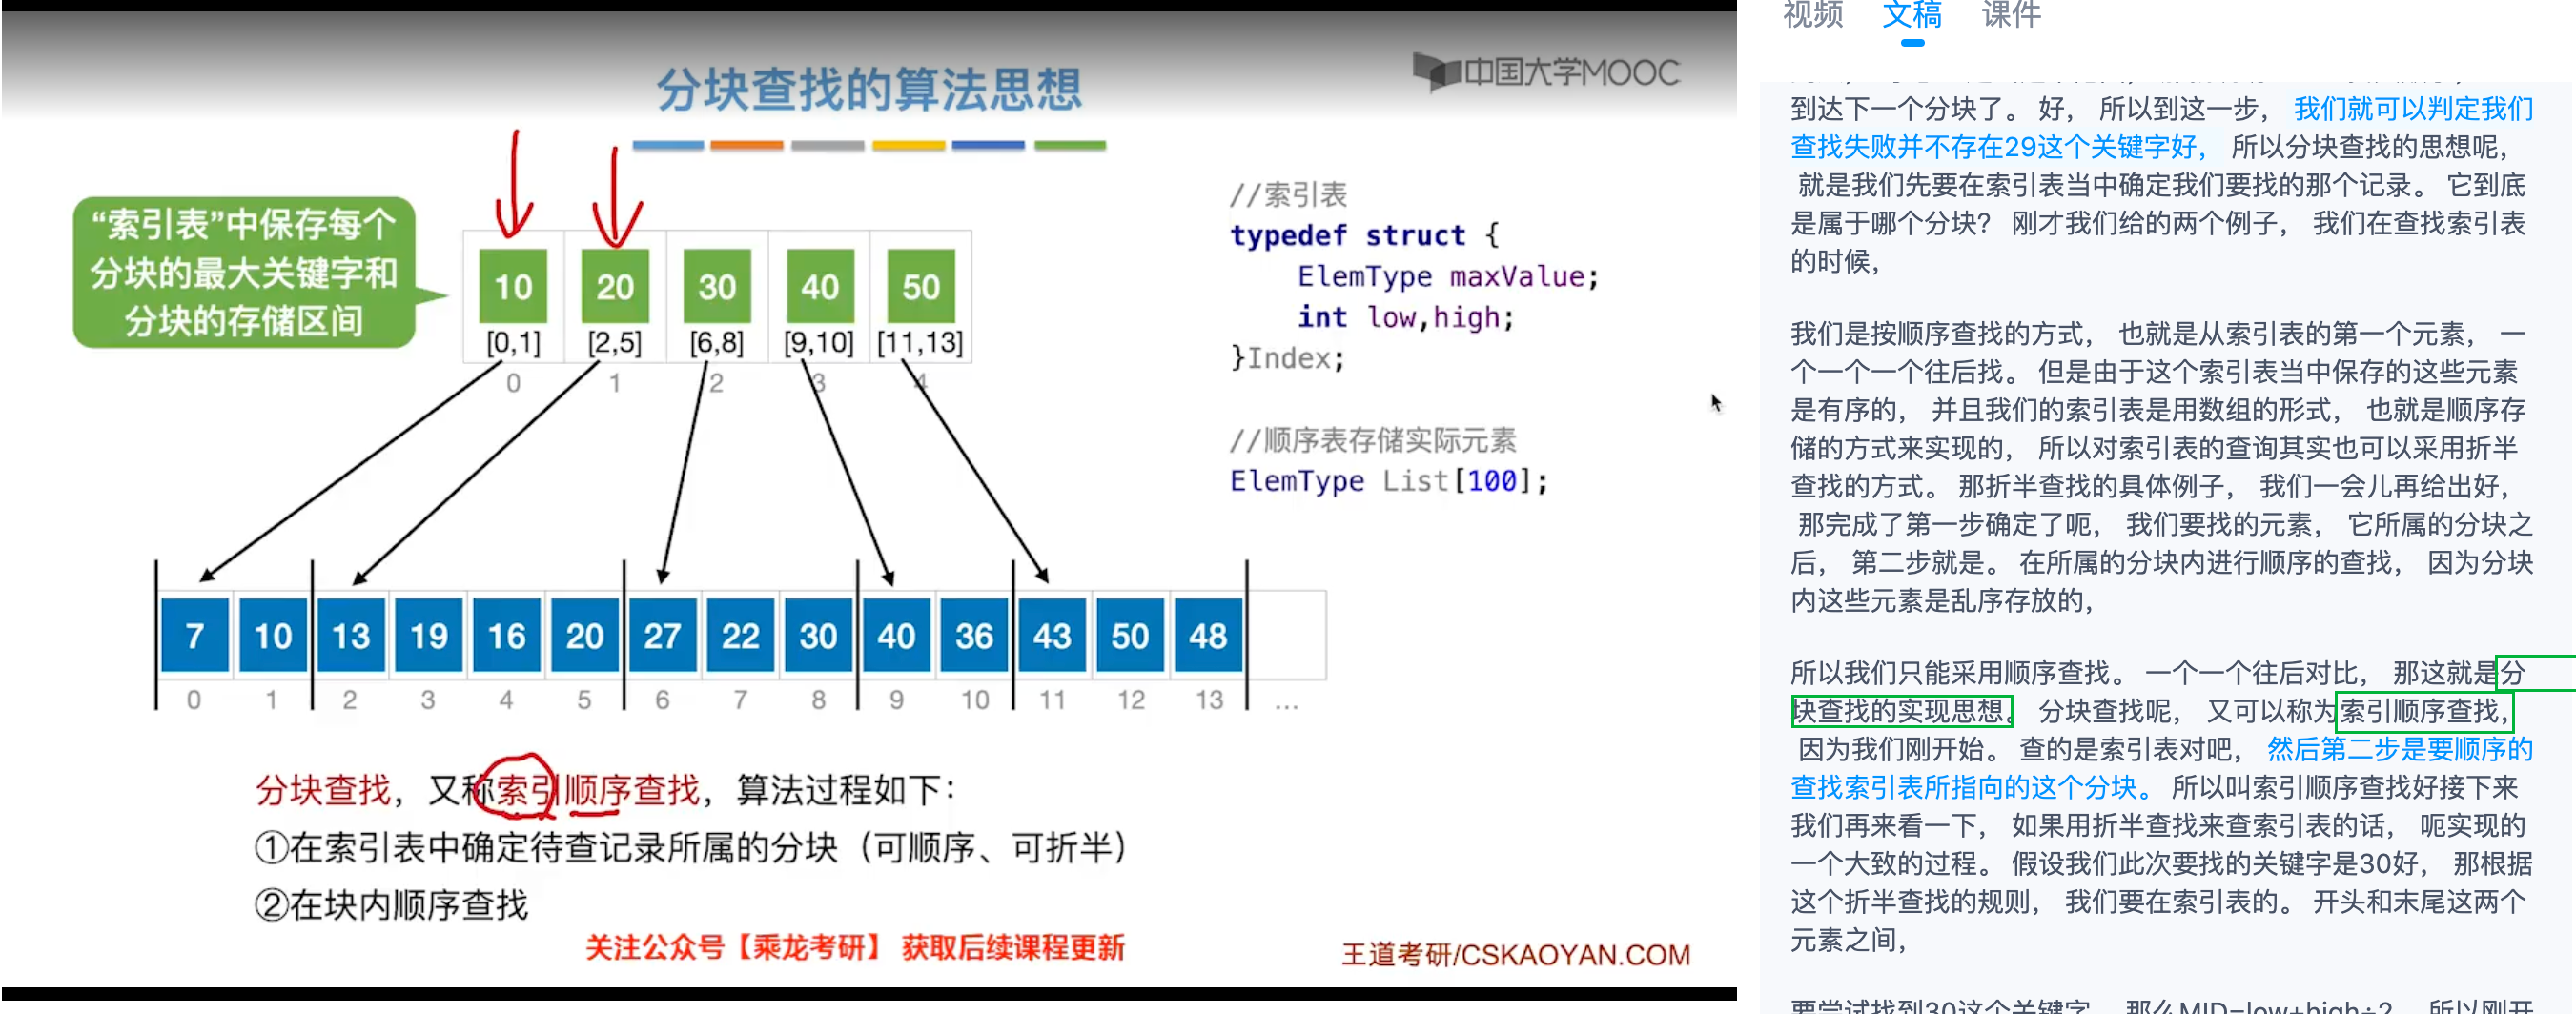 分块查找的算法思想
中国大学MOOC
“索引表”中保存每个
分块的最大关键字和
分块的存储区间
10 20 30 40 50
[0,1] [2,5] [6,8] [9,10] [11,13]
0 1 2 3 4
//索引表
typedef struct {
ElemType maxValue;
int low,high;
}Index;
//顺序表存储实际元素
ElemType List[100];
7 10 13 19 16 20 27 22 30 40 36 43 50 48
0 1 2 3 4 5 6 7 8 9 10 11 12 13 ...
分块查找，又称索引顺序查找，算法过程如下：
①在索引表中确定待查记录所属的分块（可顺序、可折半）
②在块内顺序查找
关注公众号【乘龙考研】 获取后续课程更新
王道考研/CSKAOYAN.COM
视频 文稿 课件
到达下一个分块了。 好， 所以到这一步， 我们就可以判定我们
查找失败并不存在29这个关键字好， 所以分块查找的思想呢，
就是我们先要在索引表当中确定我们要找的那个记录。 它到底
是属于哪个分块？ 刚才我们给的两个例子， 我们在查找索引表
的时候，
我们是按顺序查找的方式， 也就是从索引表的第一个元素， 一
个一个一个往后找。 但是由于这个索引表当中保存的这些元素
是有序的， 并且我们的索引表是用数组的形式， 也就是顺序存
储的方式来实现的， 所以对索引表的查询其实也可以采用折半
查找的方式。 那折半查找的具体例子， 我们一会儿再给出好，
那完成了第一步确定了呃， 我们要找的元素， 它所属的分块之
后， 第二步就是。 在所属的分块内进行顺序的查找， 因为分块
内这些元素是乱序存放的，
所以我们只能采用顺序查找。 一个一个往后对比， 那这就是分
块查找的实现思想。 分块查找呢， 又可以称为索引顺序查找，
因为我们刚开始。 查的是索引表对吧， 然后第二步是要顺序的
查找索引表所指向的这个分块。 所以叫索引顺序查找好接下来
我们再来看一下， 如果用折半查找来查索引表的话， 呃实现的
一个大致的过程。 假设我们此次要找的关键字是30好， 那根据
这个折半查找的规则， 我们要在索引表的。 开头和末尾这两个
元素之间，
要尝试找到30这个关键字， 那么MID=low+high÷2， 所以刚开